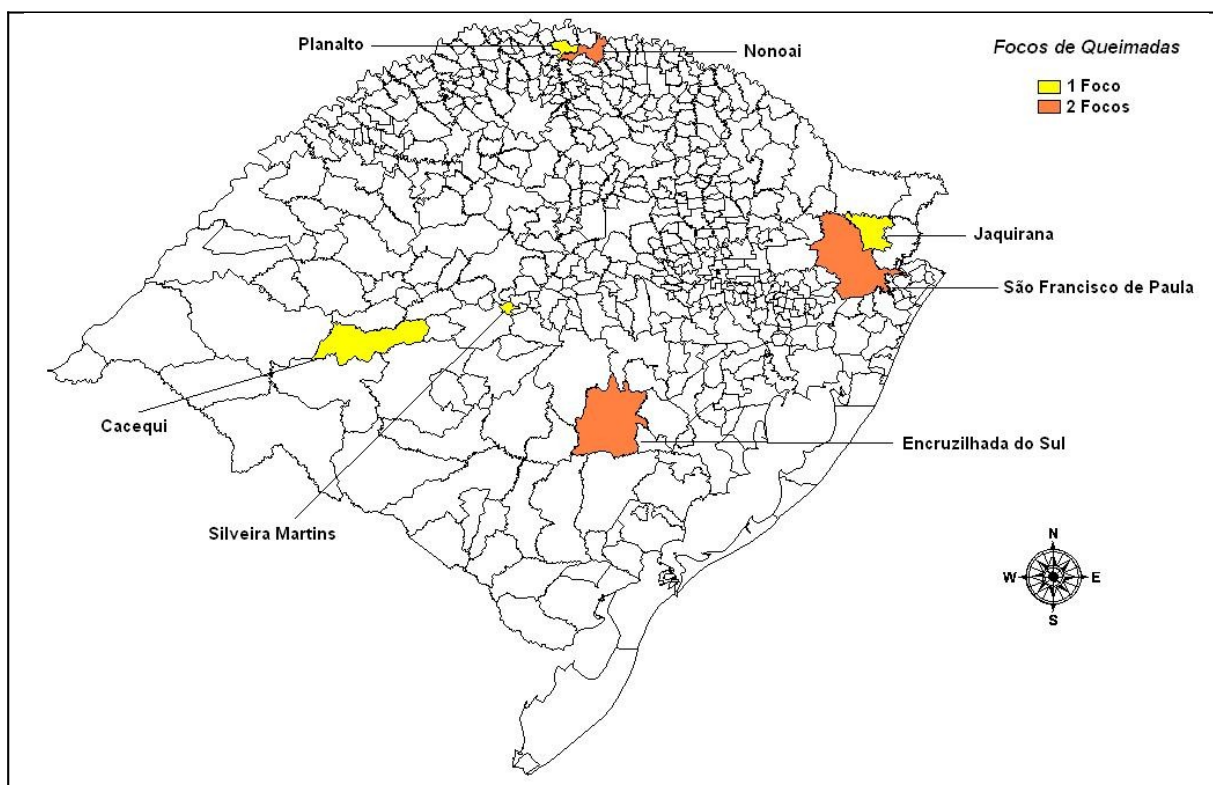 Planalto
Nonoai
Focos de Queimadas
1 Foco
2 Focos
Jaquirana
São Francisco de Paula
Cacequi
Encruzilhada do Sul
Silveira Martins
N
W
E
S